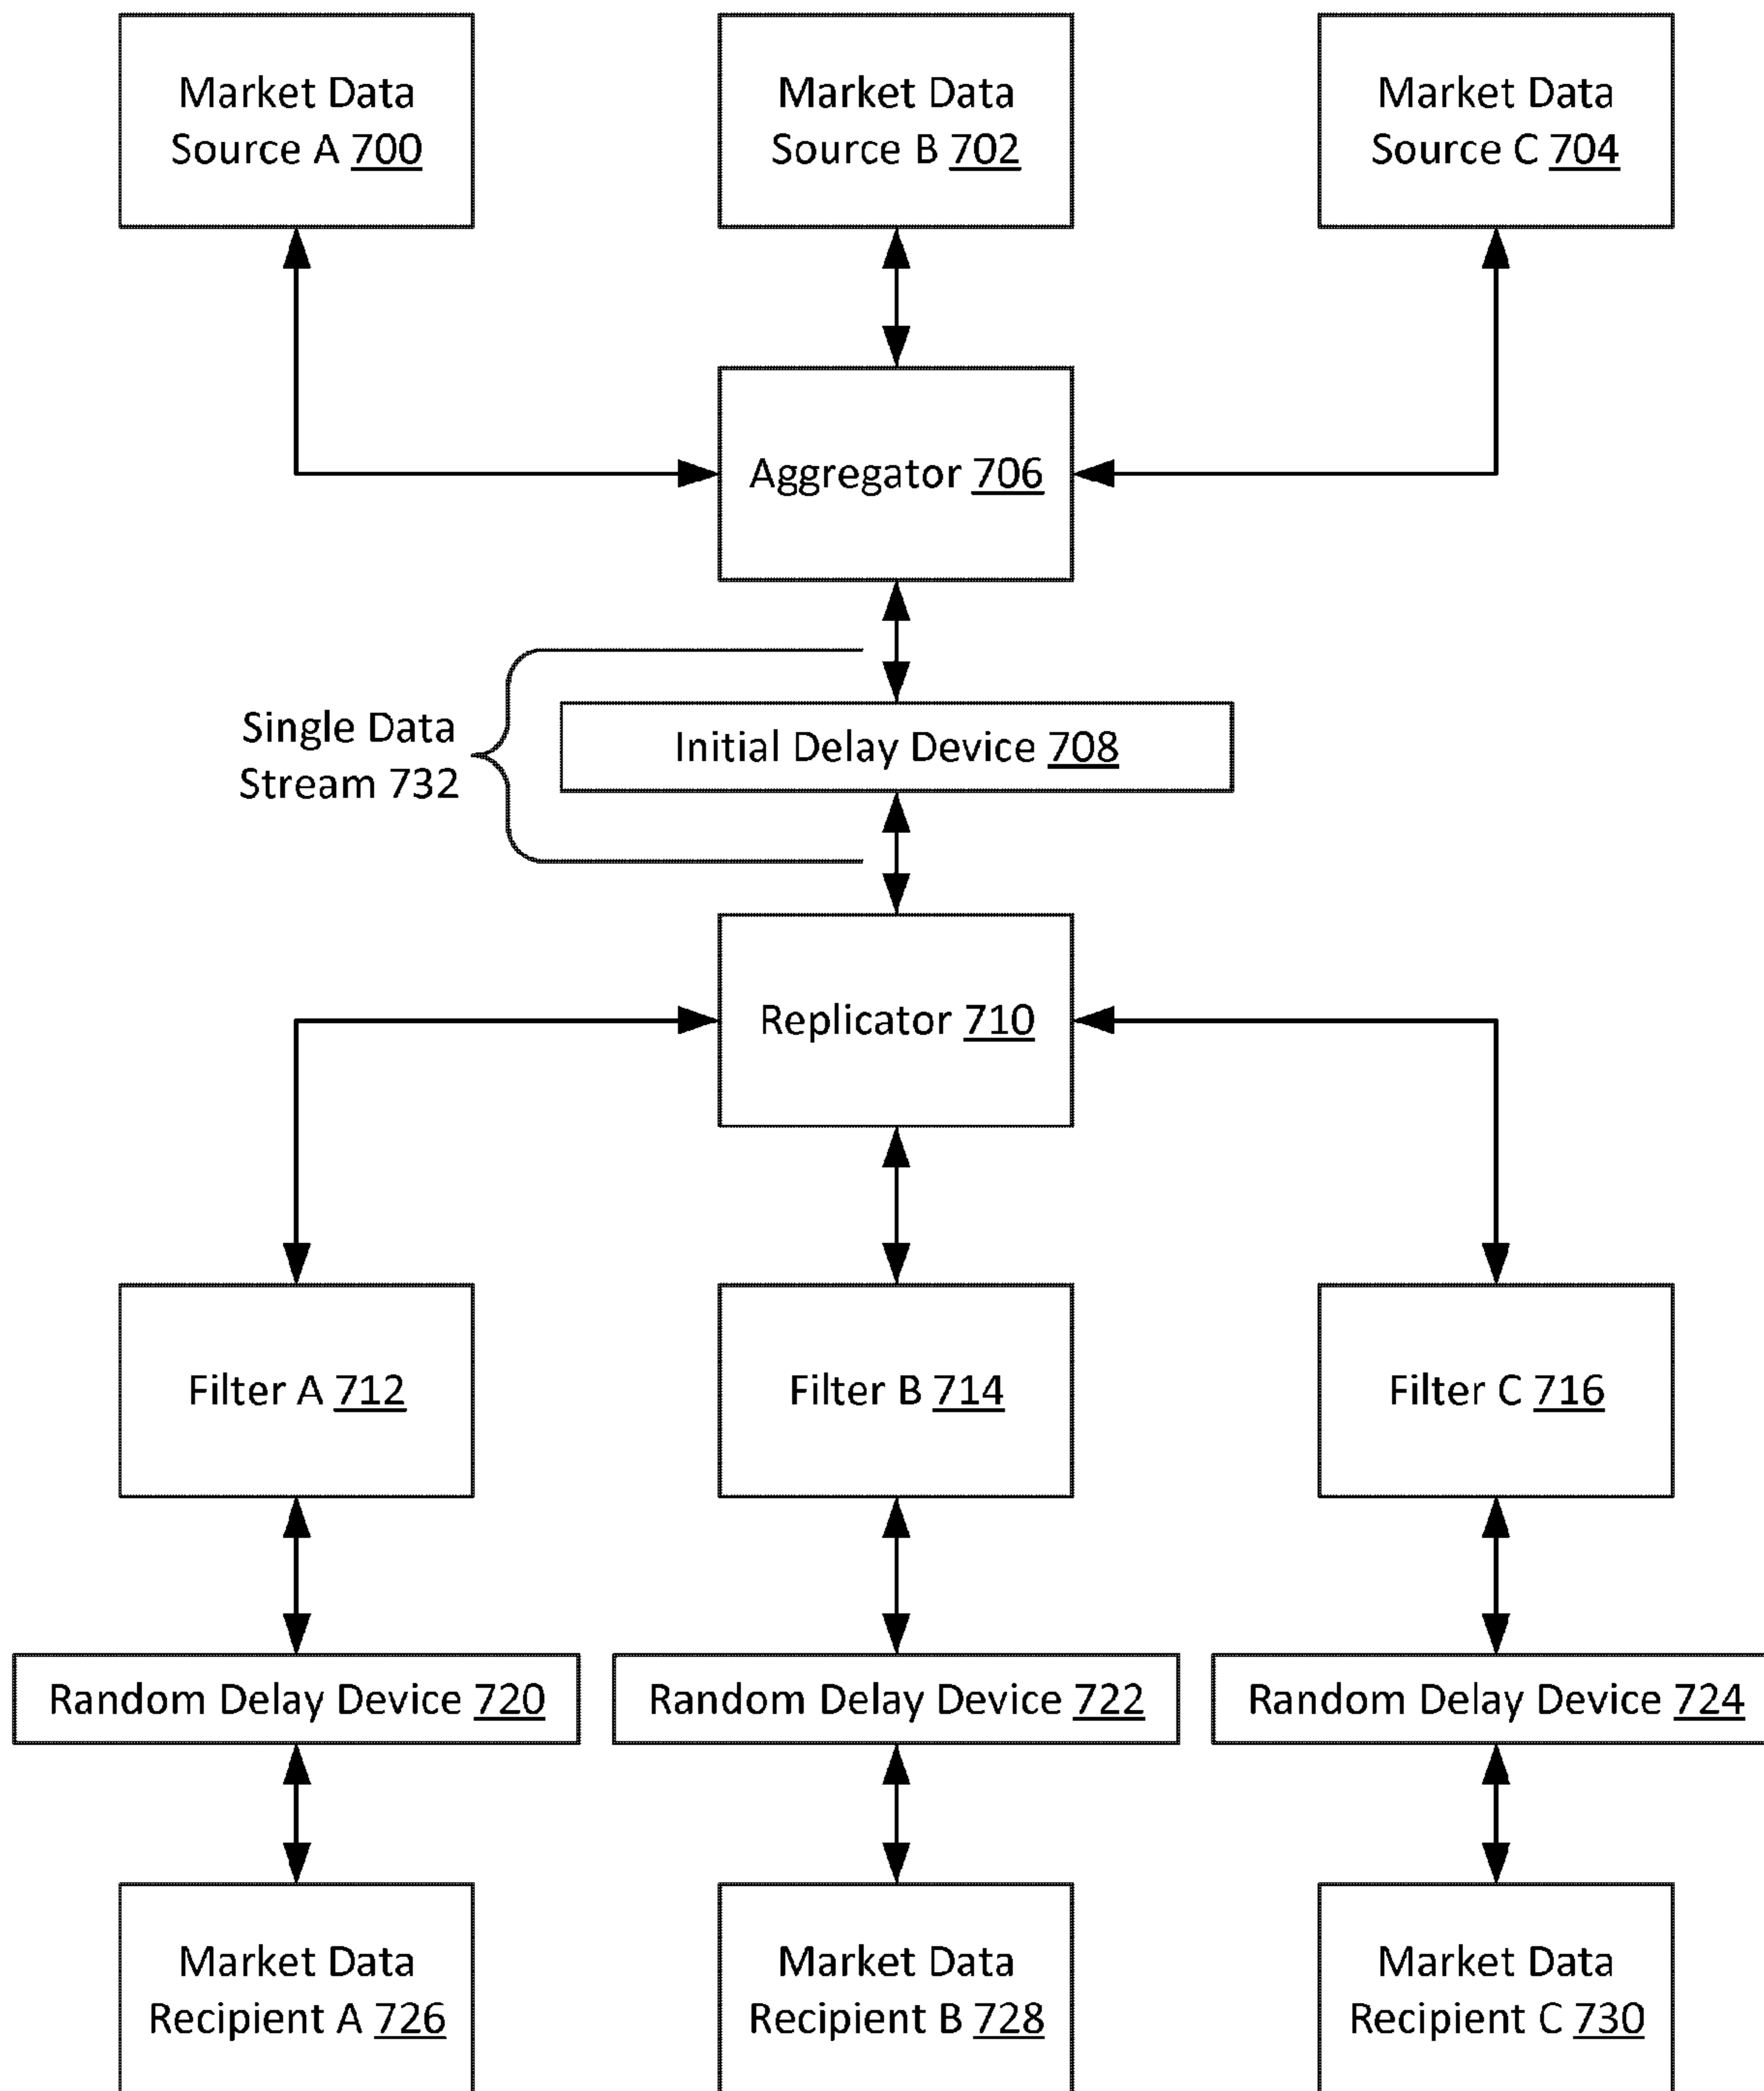 Market Data
Source A 700
Market Data
Source B 702
Market Data
Source C 704
Aggregator 706
Single Data
Stream 732
Initial Delay Device 708
Replicator 710
Filter A 712
Filter B 714
Filter C 716
Random Delay Device 720
Random Delay Device 722
Random Delay Device 724
Market Data
Recipient A 726
Market Data
Recipient B 728
Market Data
Recipient C 730